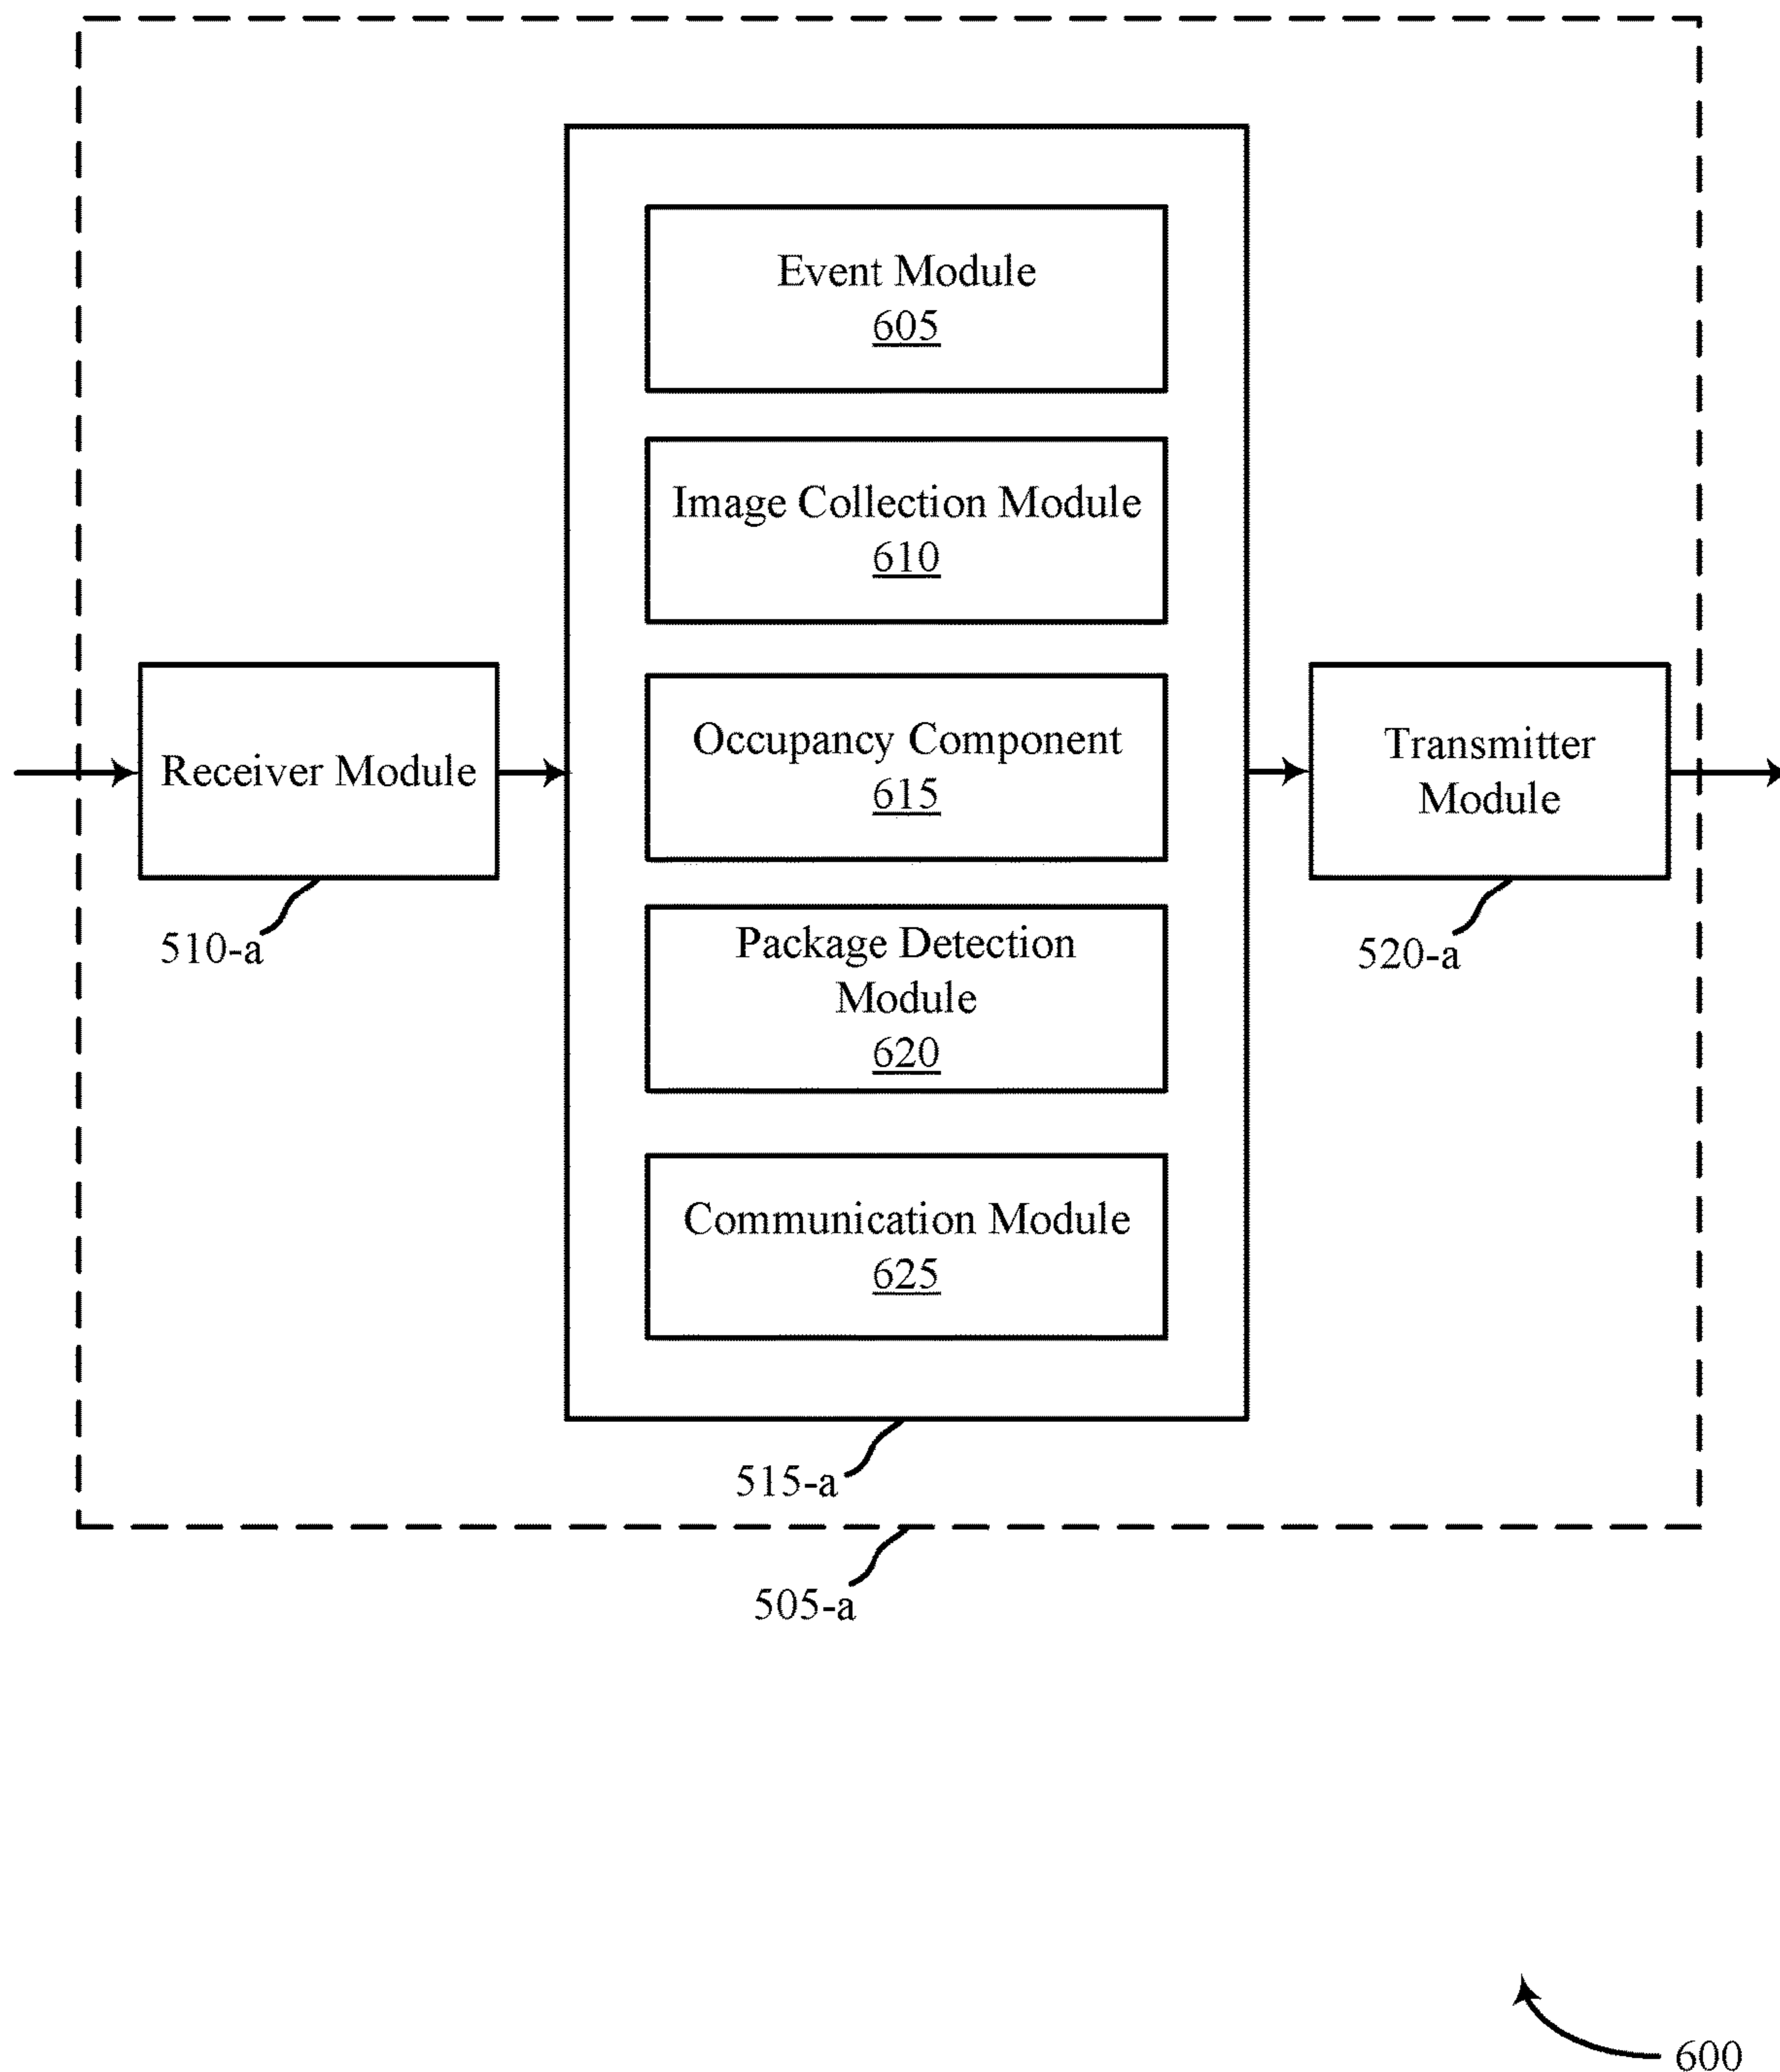 Event Module
605
Image Collection Module
610
Occupancy Component
615
Receiver Module
Transmitter
Module
510-a
520-a
Package Detection
Module
620
Communication Module
625
515-a
505-a
600